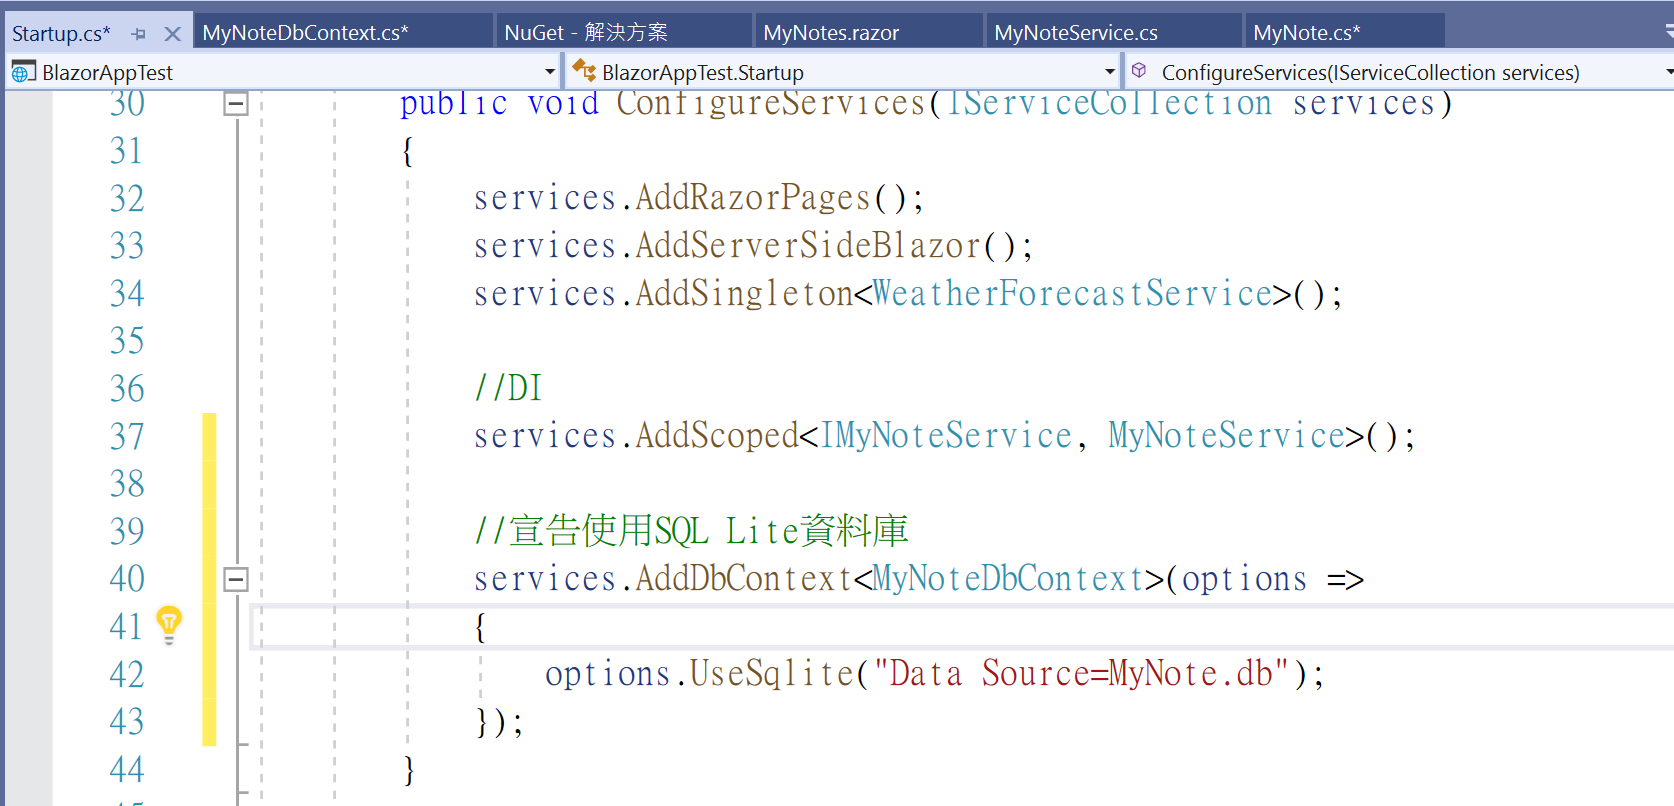 Startup.cs* MyNoteDbContext.cs* NuGet - 解決方案 MyNotes.razor MyNoteService.cs MyNote.cs*
BlazorAppTest BlazorAppTest.Startup ConfigureServices(IServiceCollection services)
30 public void ConfigureServices(IServiceCollection services)
31 {
32 services.AddRazorPages();
33 services.AddServerSideBlazor();
34 services.AddSingleton<WeatherForecastService>();
35
36 //DI
37 services.AddScoped<IMyNoteService, MyNoteService>();
38
39 //宣告使用SQL Lite資料庫
40 services.AddDbContext<MyNoteDbContext>(options =>
41 {
42 options.UseSqlite("Data Source=MyNote.db");
43 });
44 }